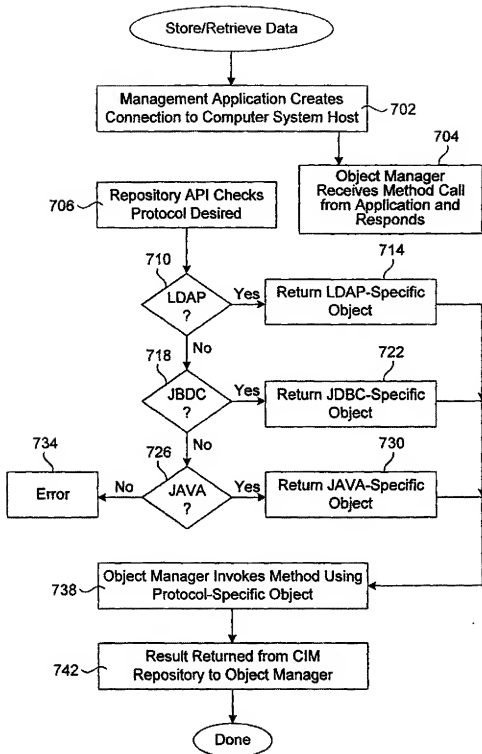 Store/Retrieve Data
Management Application Creates
Connection to Computer System Host
702
704
Object Manager
Receives Method Call
from Application and
Responds
706
Repository API Checks
Protocol Desired
710
LDAP
?
Yes
714
Return LDAP-Specific
Object
No
718
JBDC
?
Yes
722
Return JDBC-Specific
Object
No
726
JAVA
?
Yes
730
Return JAVA-Specific
Object
No
734
Error
738
Object Manager Invokes Method Using
Protocol-Specific Object
742
Result Returned from CIM
Repository to Object Manager
Done